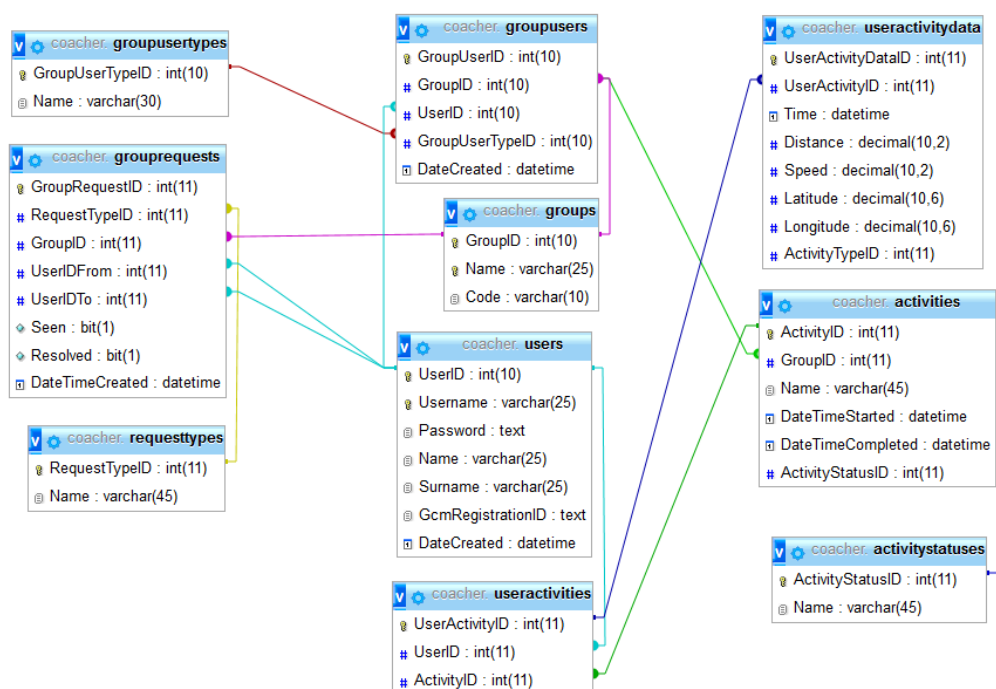 coacher. groupusertypes
GroupUserTypeID : int(10)
Name : varchar(30)
coacher. grouprequests
GroupRequestID : int(11)
RequestTypeID : int(11)
GroupID : int(11)
UserIDFrom : int(11)
UserIDTo : int(11)
Seen : bit(1)
Resolved : bit(1)
DateTimeCreated : datetime
coacher. requesttypes
RequestTypeID : int(11)
Name : varchar(45)
coacher. groupusers
GroupUserID : int(10)
GroupID : int(10)
UserID : int(10)
GroupUserTypeID : int(10)
DateCreated : datetime
coacher. groups
GroupID : int(10)
Name : varchar(25)
Code : varchar(10)
coacher. users
UserID : int(10)
Username : varchar(25)
Password : text
Name : varchar(25)
Surname : varchar(25)
GcmRegistrationID : text
DateCreated : datetime
coacher. useractivities
UserActivityID : int(11)
UserID : int(11)
ActivityID : int(11)
coacher. useractivitydata
UserActivityDataID : int(11)
UserActivityID : int(11)
Time : datetime
Distance : decimal(10,2)
Speed : decimal(10,2)
Latitude : decimal(10,6)
Longitude : decimal(10,6)
ActivityTypeID : int(11)
coacher. activities
ActivityID : int(11)
GroupID : int(11)
Name : varchar(45)
DateTimeStarted : datetime
DateTimeCompleted : datetime
ActivityStatusID : int(11)
coacher. activitystatuses
ActivityStatusID : int(11)
Name : varchar(45)